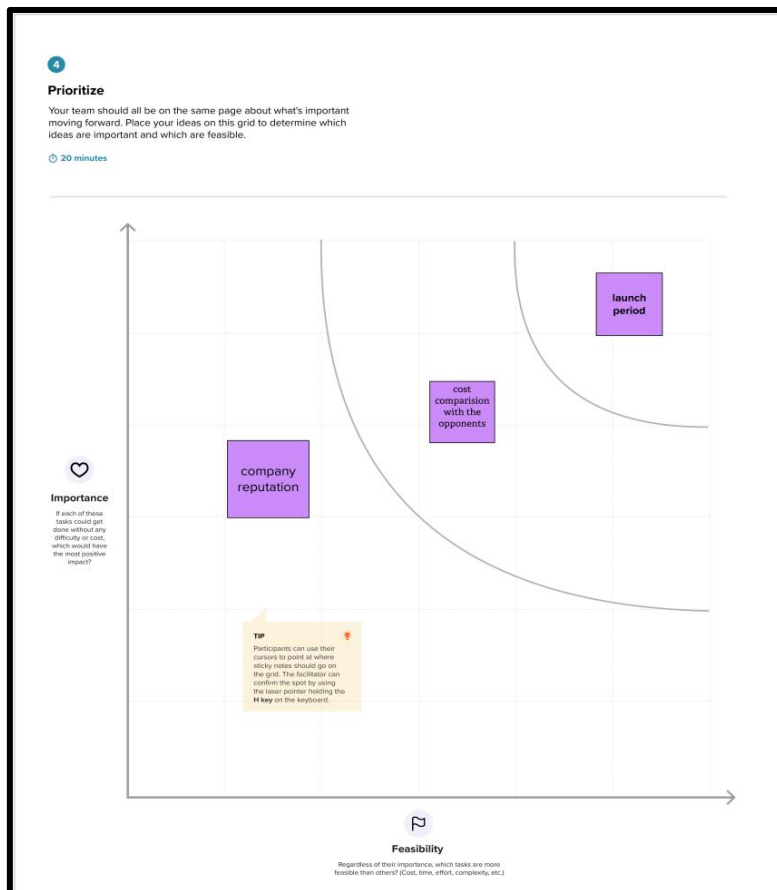 4
Prioritize
Your team should all be on the same page about what's important
moving forward. Place your ideas on this grid to determine which
ideas are important and which are feasible.
20 minutes
launch
period
cost
comparision
with the
opponents
company
reputation
Importance
If each of these
tasks could get
done without any
difficulty or cost,
which would have
the most positive
impact?
TIP
Participants can use their
cursors to point at where
sticky notes should go on
the grid. The facilitator can
confirm the spot by using
the laser pointer holding the
H key on the keyboard.
Feasibility
Regardless of their importance, which tasks are more
feasible than others? (Cost, time, effort, complexity, etc.)